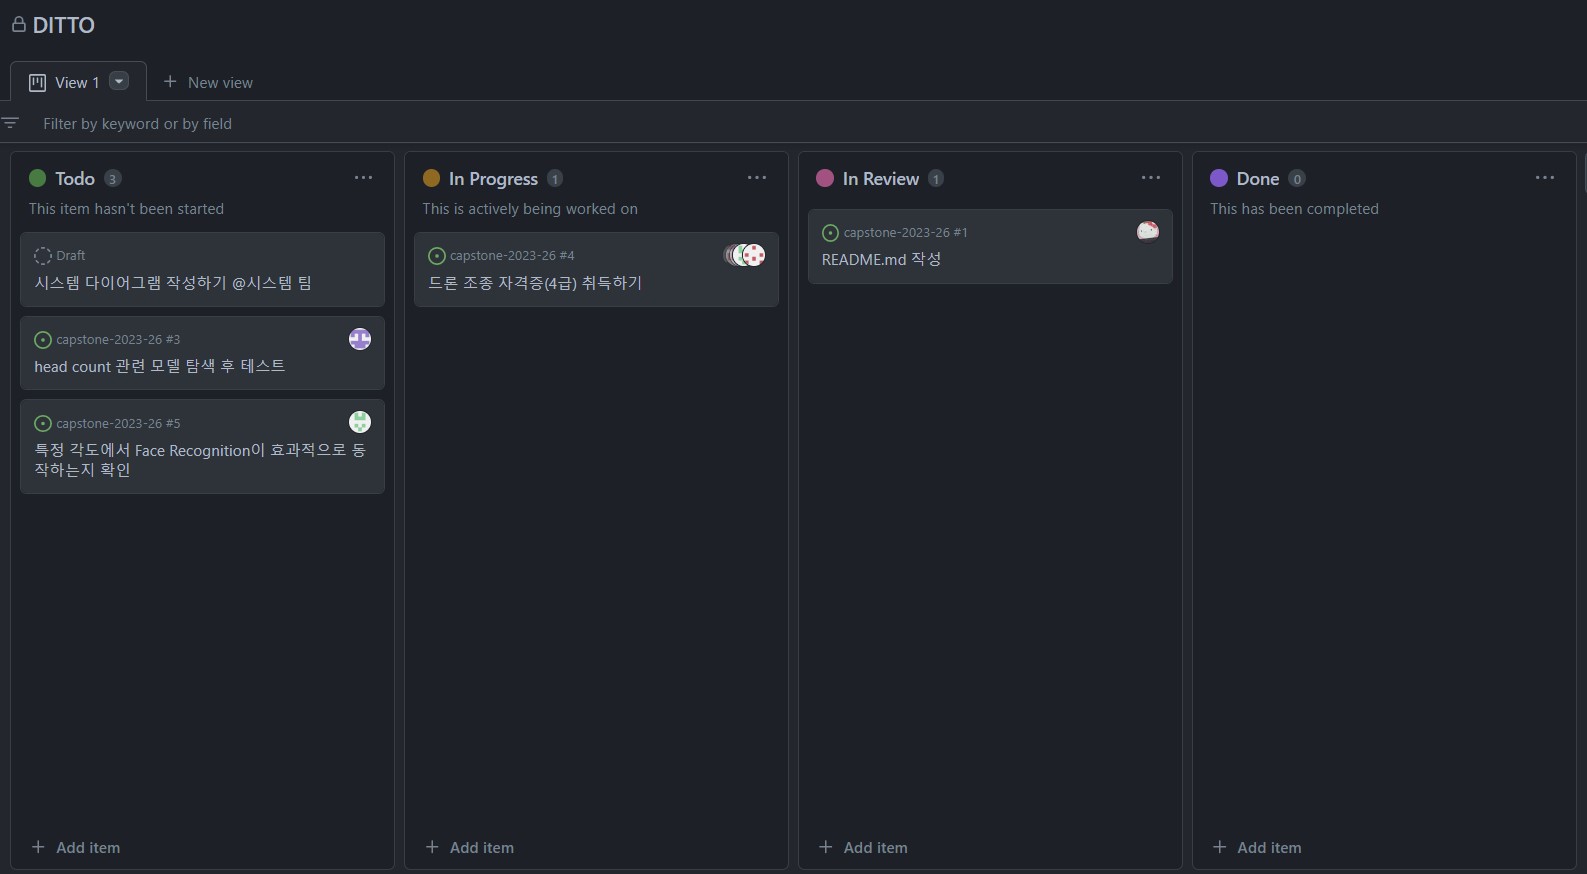 DITTO
View 1
New view
Filter by keyword or by field
Todo 3
This item hasn't been started
Draft
시스템 다이어그램 작성하기 @시스템 팀
capstone-2023-26 #3
head count 관련 모델 탐색 후 테스트
capstone-2023-26 #5
특정 각도에서 Face Recognition이 효과적으로 동
작하는지 확인
Add item
In Progress 1
This is actively being worked on
capstone-2023-26 #4
드론 조종 자격증(4급) 취득하기
Add item
In Review 1
capstone-2023-26 #1
README.md 작성
Add item
Done 0
This has been completed
Add item